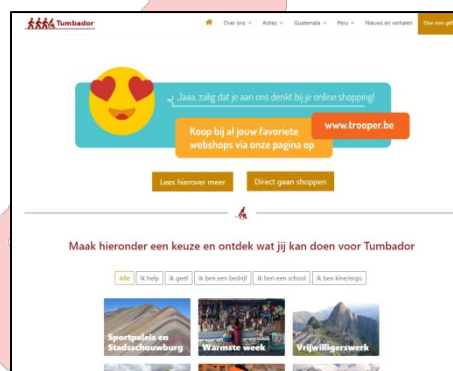 Tumbador
Over ons
Acties
Guatemala
Peru
Nieuws en verhalen
Doe een gift
Jaaa, zalig dat je aan ons denkt bij je online shopping!
Koop bij al jouw favoriete
webshops via onze pagina op
www.trooper.be
Lees hierover meer
Direct gaan shoppen
Maak hieronder een keuze en ontdek wat jij kan doen voor Tumbador
Alle
Ik help
Ik geef
Ik ben een bedrijf
Ik ben een school
Ik ben kine/ergo
Sportpaleis en
Stadsschouwburg
Warmste week
Vrijwilligerswerk